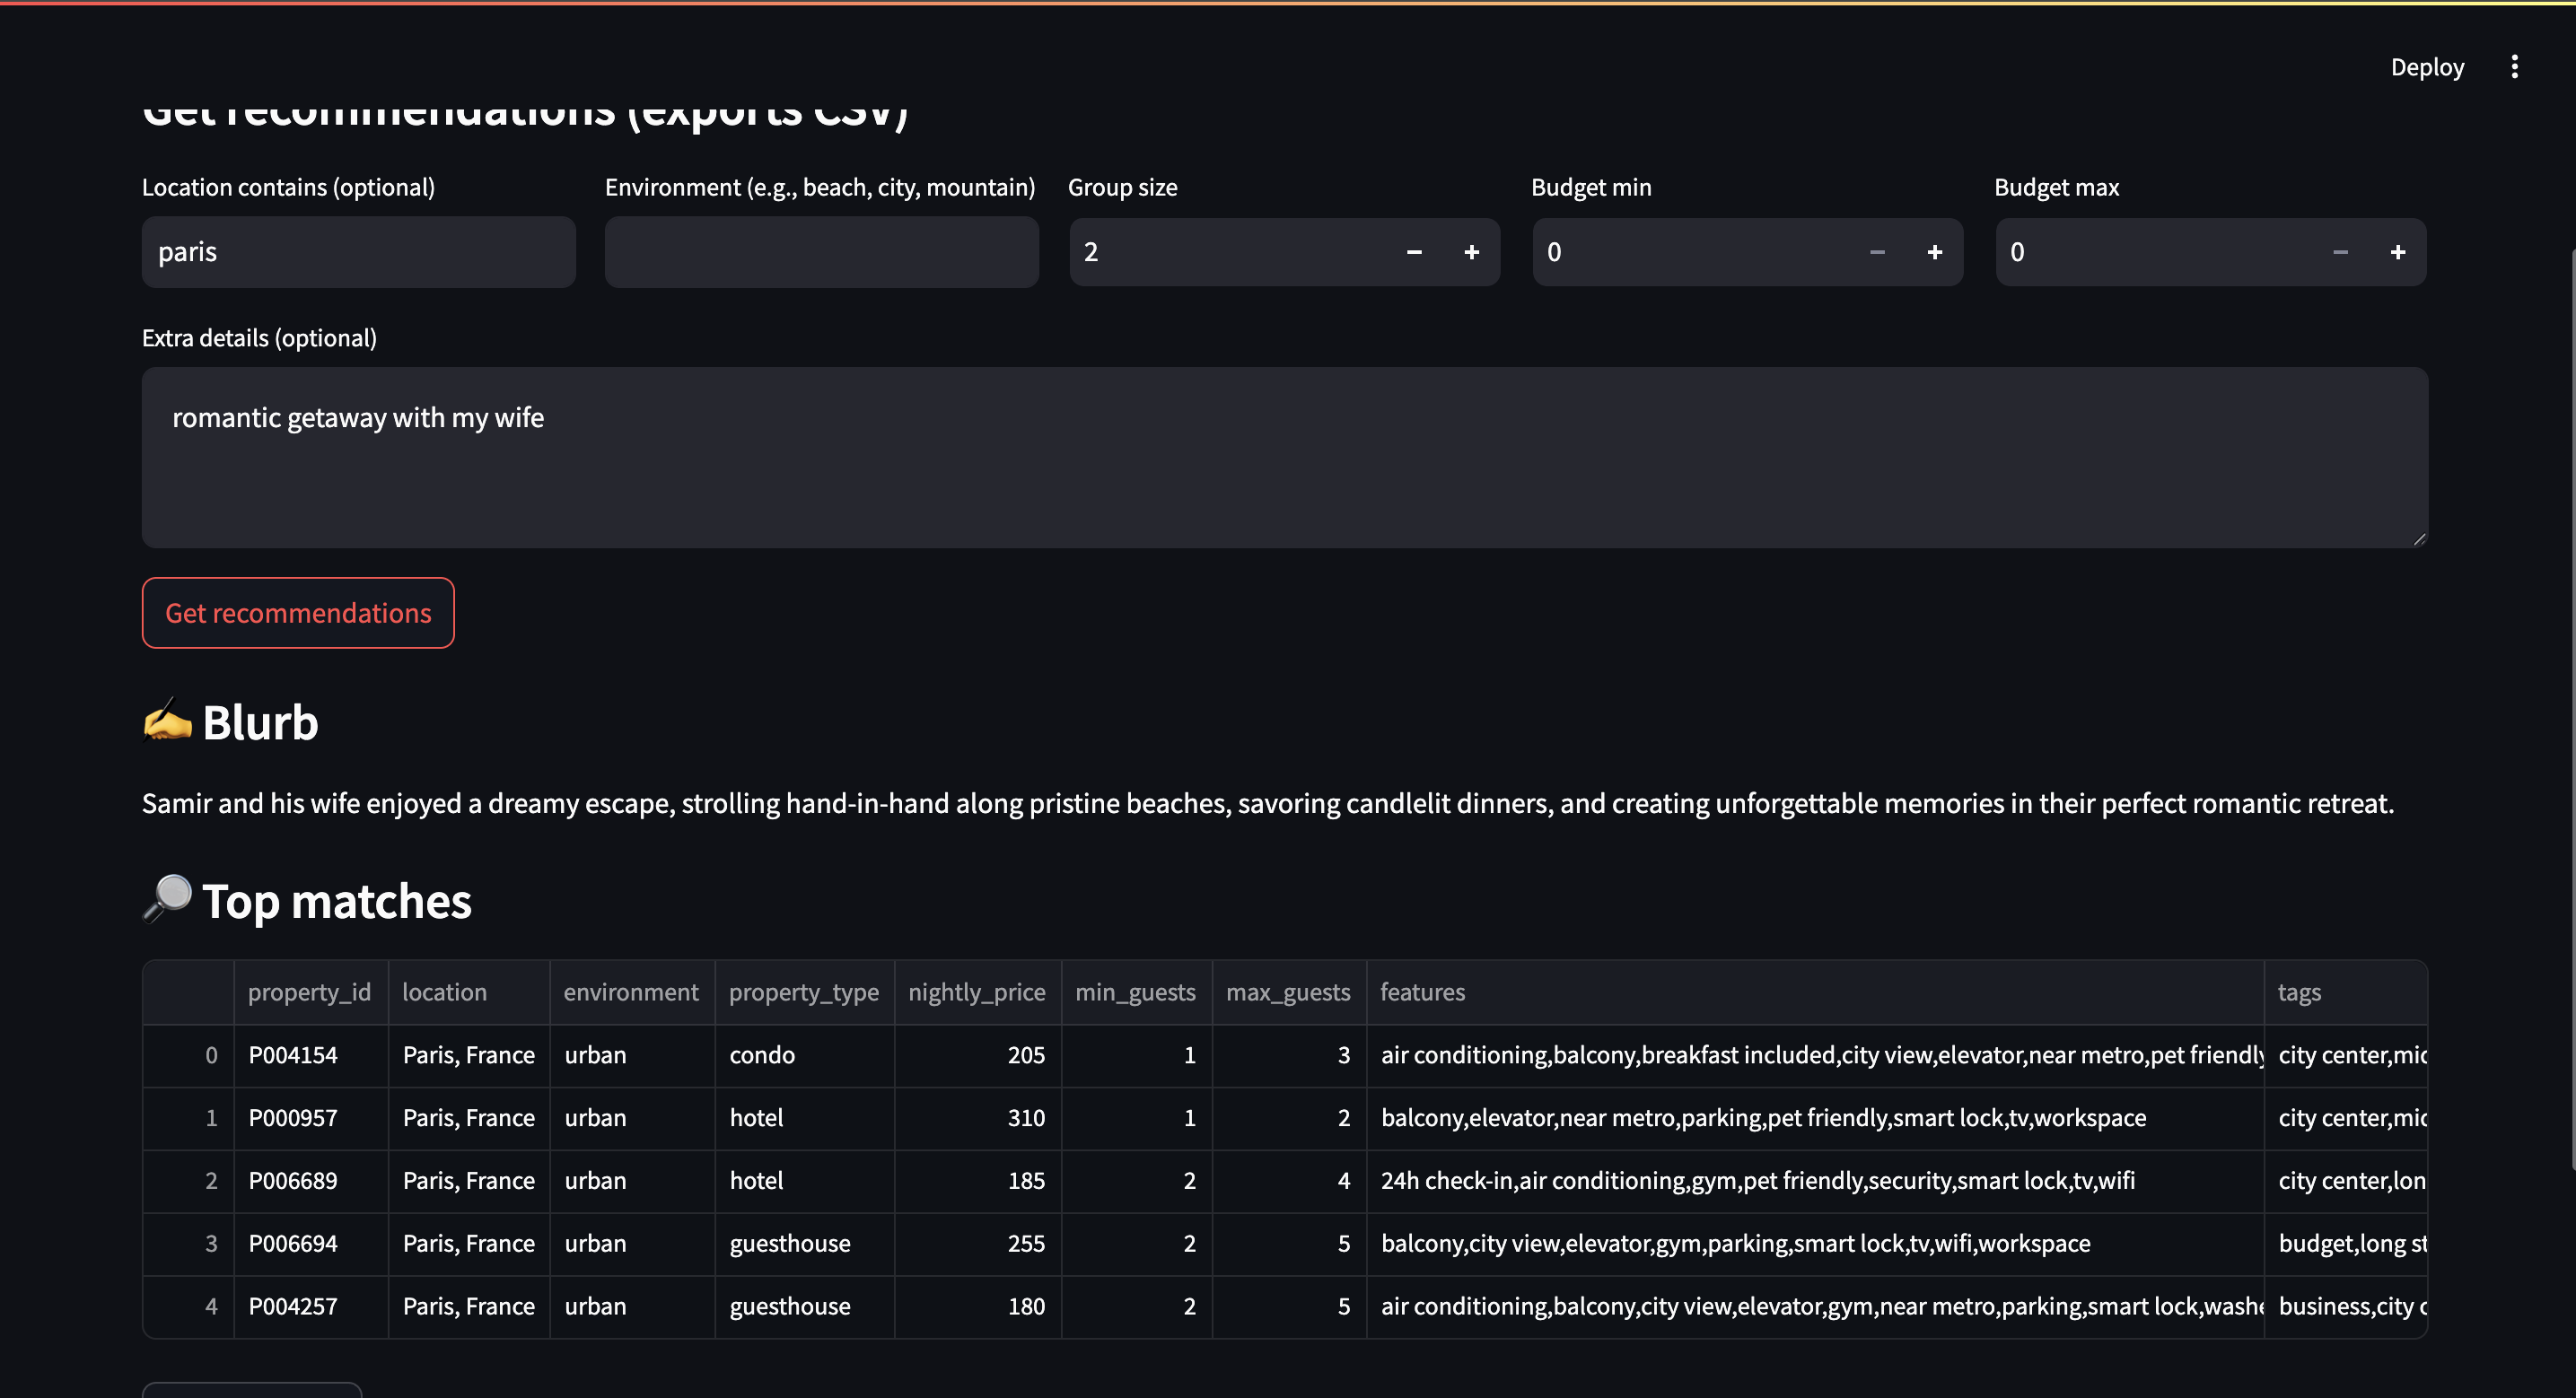 Deploy
Get recommendations (exports CSV)
Location contains (optional) Environment (e.g., beach, city, mountain) Group size Budget min Budget max
paris 2 − + 0 − + 0 − +
Extra details (optional)
romantic getaway with my wife
Get recommendations
✍️ Blurb
Samir and his wife enjoyed a dreamy escape, strolling hand-in-hand along pristine beaches, savoring candlelit dinners, and creating unforgettable memories in their perfect romantic retreat.
🔎 Top matches
property_id location environment property_type nightly_price min_guests max_guests features tags
0 P004154 Paris, France urban condo 205 1 3 air conditioning,balcony,breakfast included,city view,elevator,near metro,pet friendly city center,mid
1 P000957 Paris, France urban hotel 310 1 2 balcony,elevator,near metro,parking,pet friendly,smart lock,tv,workspace city center,mid
2 P006689 Paris, France urban hotel 185 2 4 24h check-in,air conditioning,gym,pet friendly,security,smart lock,tv,wifi city center,lon
3 P006694 Paris, France urban guesthouse 255 2 5 balcony,city view,elevator,gym,parking,smart lock,tv,wifi,workspace budget,long st
4 P004257 Paris, France urban guesthouse 180 2 5 air conditioning,balcony,city view,elevator,gym,near metro,parking,smart lock,washe business,city c